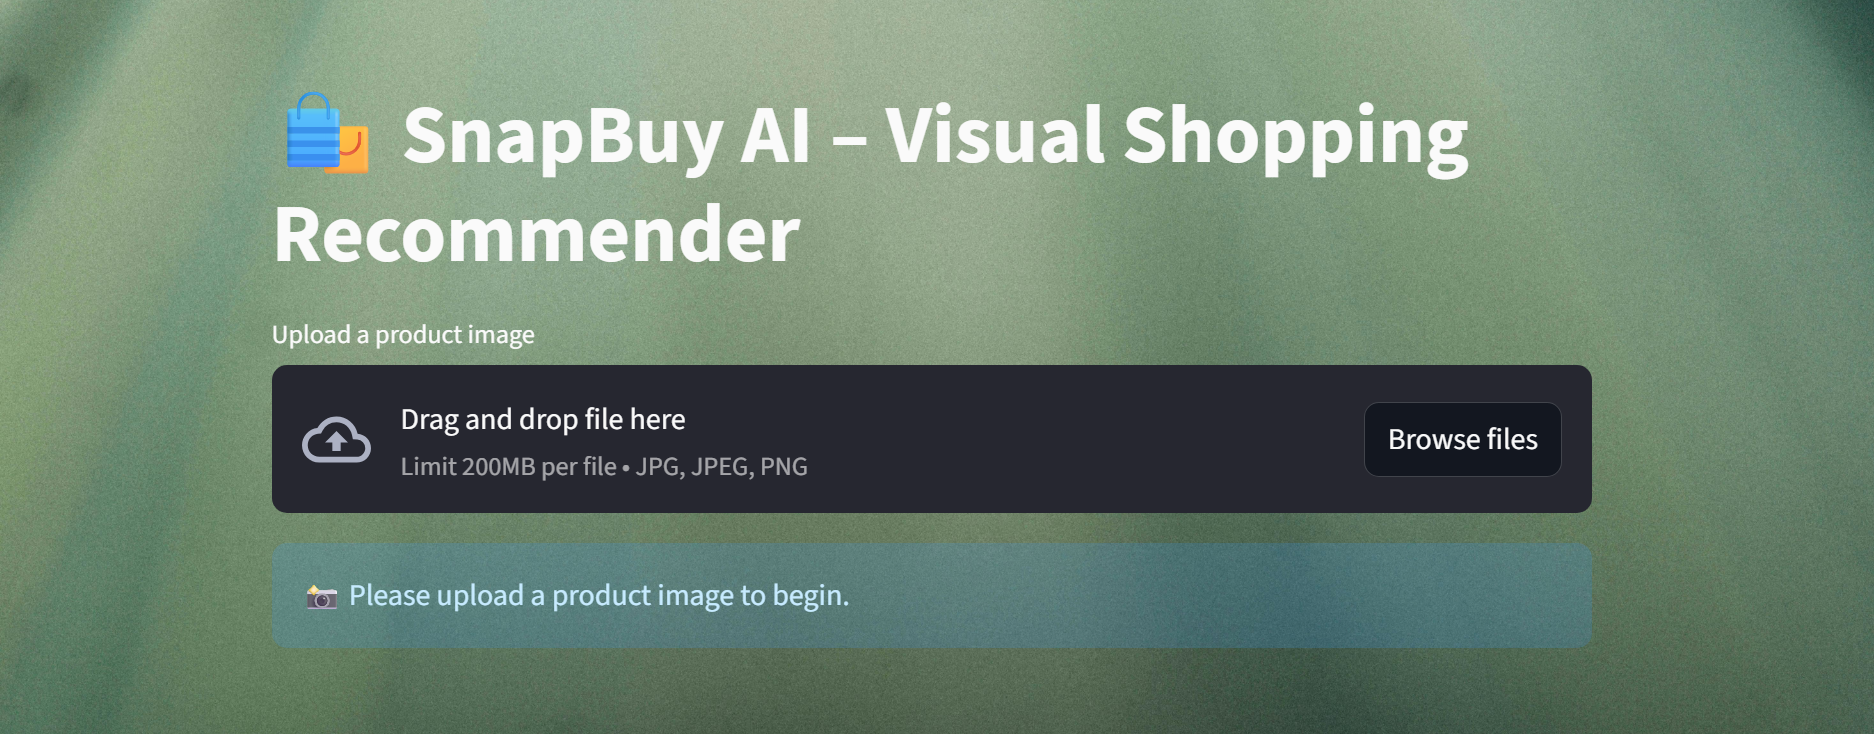 SnapBuy AI – Visual Shopping
Recommender
Upload a product image
Drag and drop file here
Limit 200MB per file • JPG, JPEG, PNG
Browse files
Please upload a product image to begin.